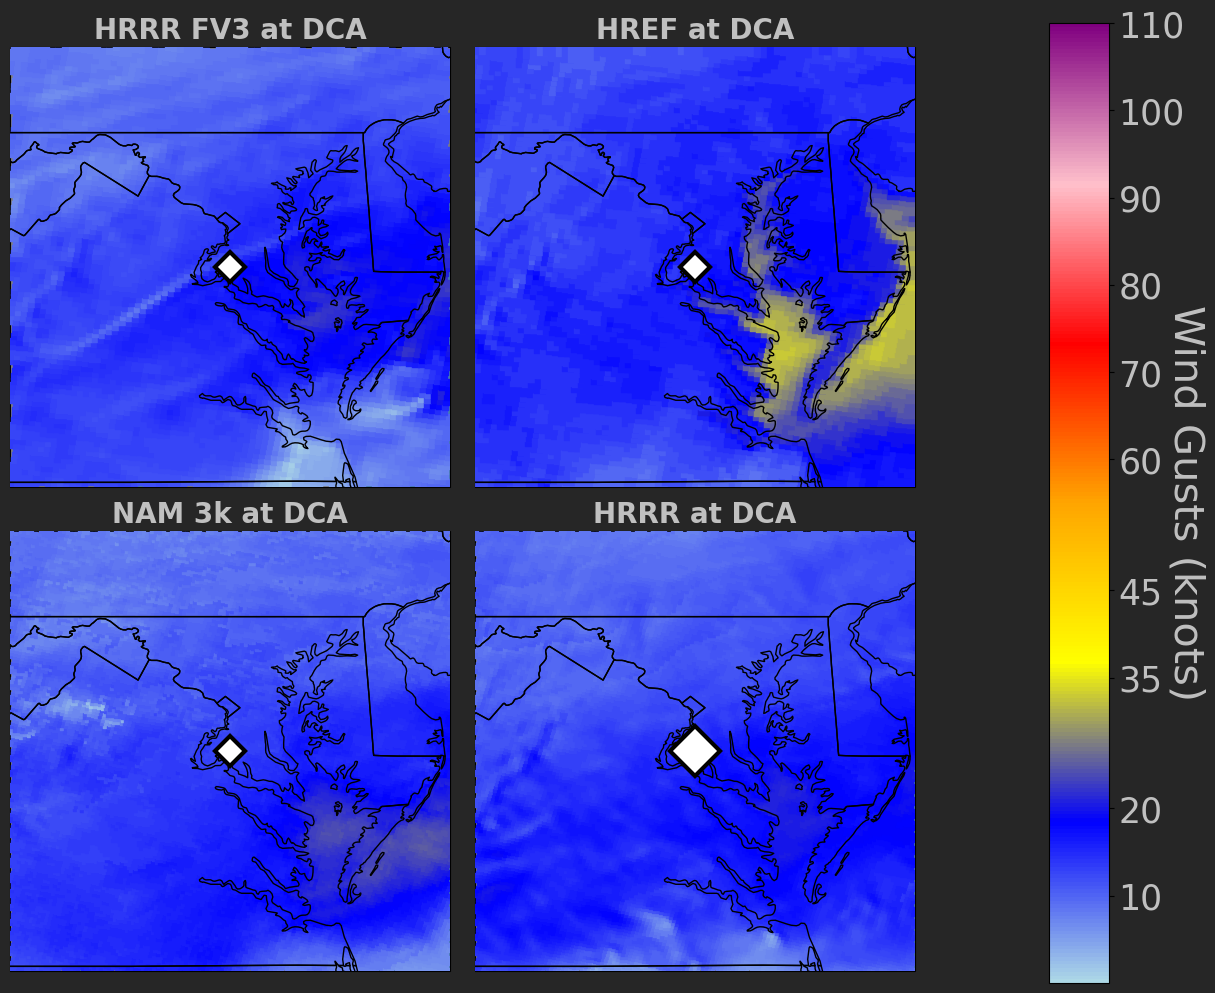 HRRR FV3 at DCA
HREF at DCA
NAM 3k at DCA
HRRR at DCA
110
100
90
80
70
60
45
35
20
10
Wind Gusts (knots)